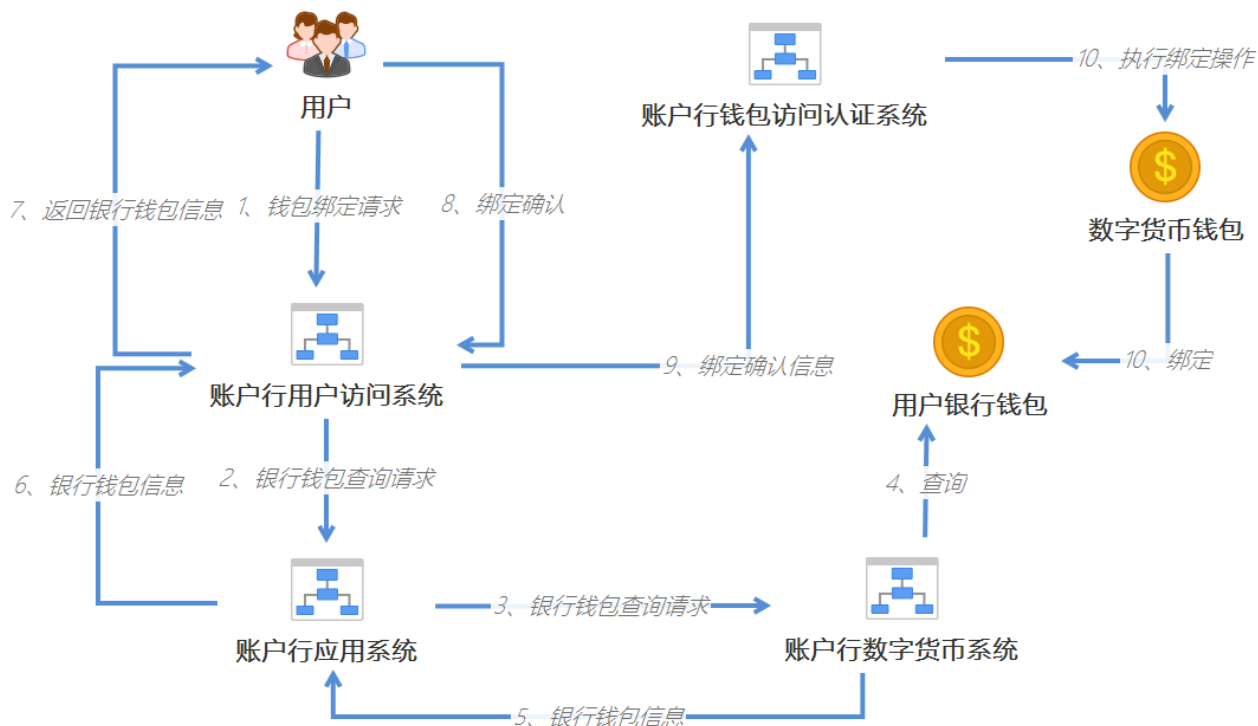 用户
账户行钱包访问认证系统
10、执行绑定操作
7、返回银行钱包信息
1、钱包绑定请求
8、绑定确认
数字货币钱包
账户行用户访问系统
9、绑定确认信息
10、绑定
用户银行钱包
6、银行钱包信息
2、银行钱包查询请求
4、查询
3、银行钱包查询请求
账户行应用系统
账户行数字货币系统
5、银行钱包信息